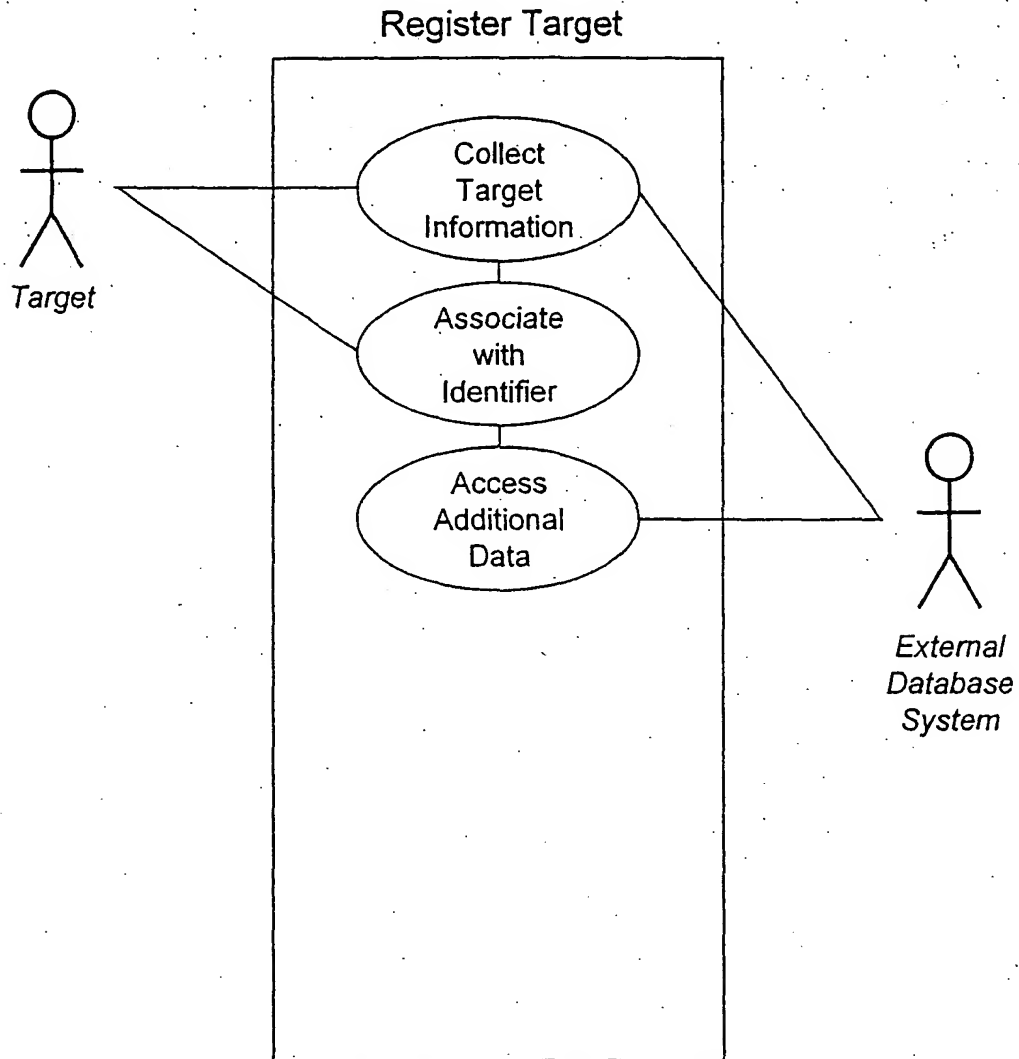 Register Target
Collect
Target
Information
Target
Associate
with
Identifier
Access
Additional
Data
External
Database
System